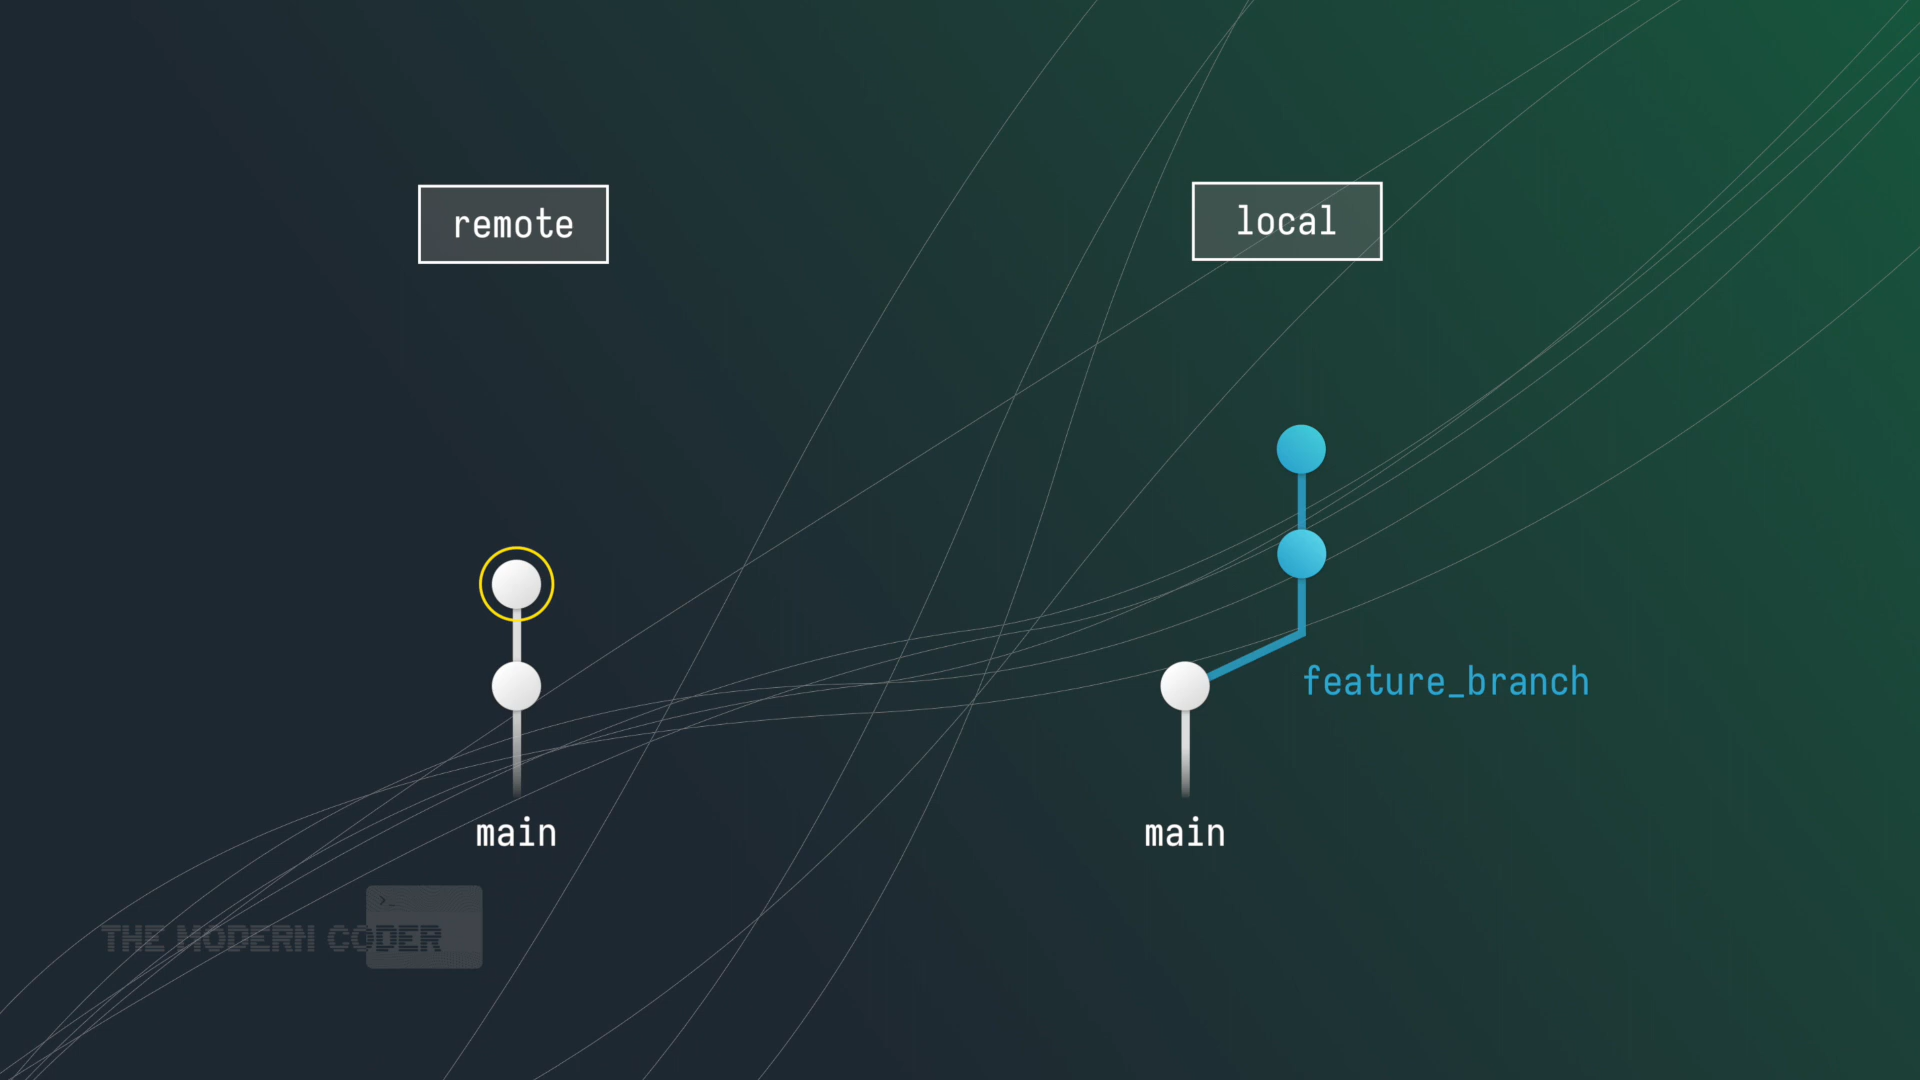 remote
local
feature_branch
main
main
>_
THE MODERN CODER